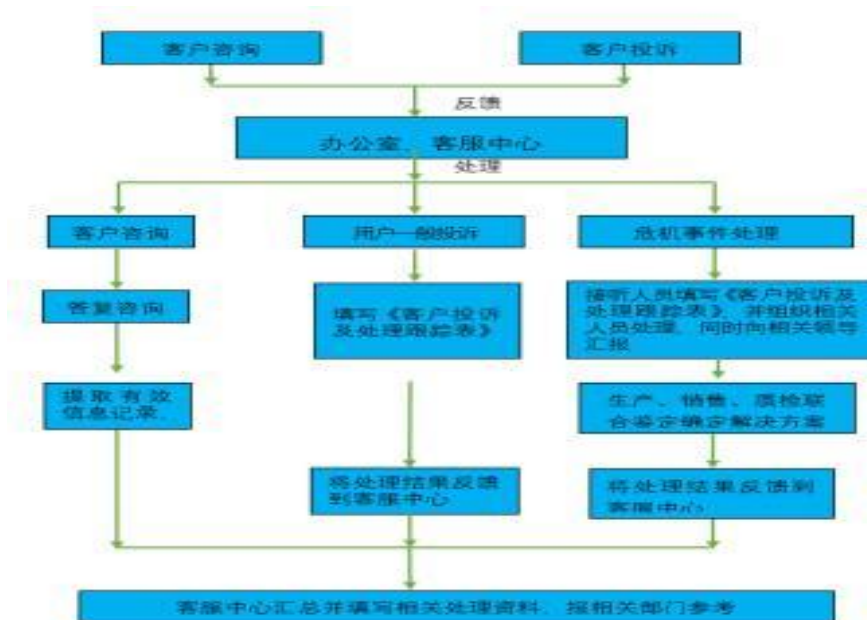 客户咨询
客户投诉
反馈
办公室、客服中心
处理
客户咨询
用户一般投诉
危机事件处理
答复咨询
填写《客户投诉
及处理跟踪表》
接听人员填写《客户投诉及
处理跟踪表》，并组织相关
人员处理，同时向相关领导
汇报
提取有效
信息记录.
生产、销售、质检联
合鉴定确定解决方案
将处理结果反馈
到客服中心
将处理结果反馈到
客服中心
客服中心汇总并填写相关处理资料，报相关部门参考